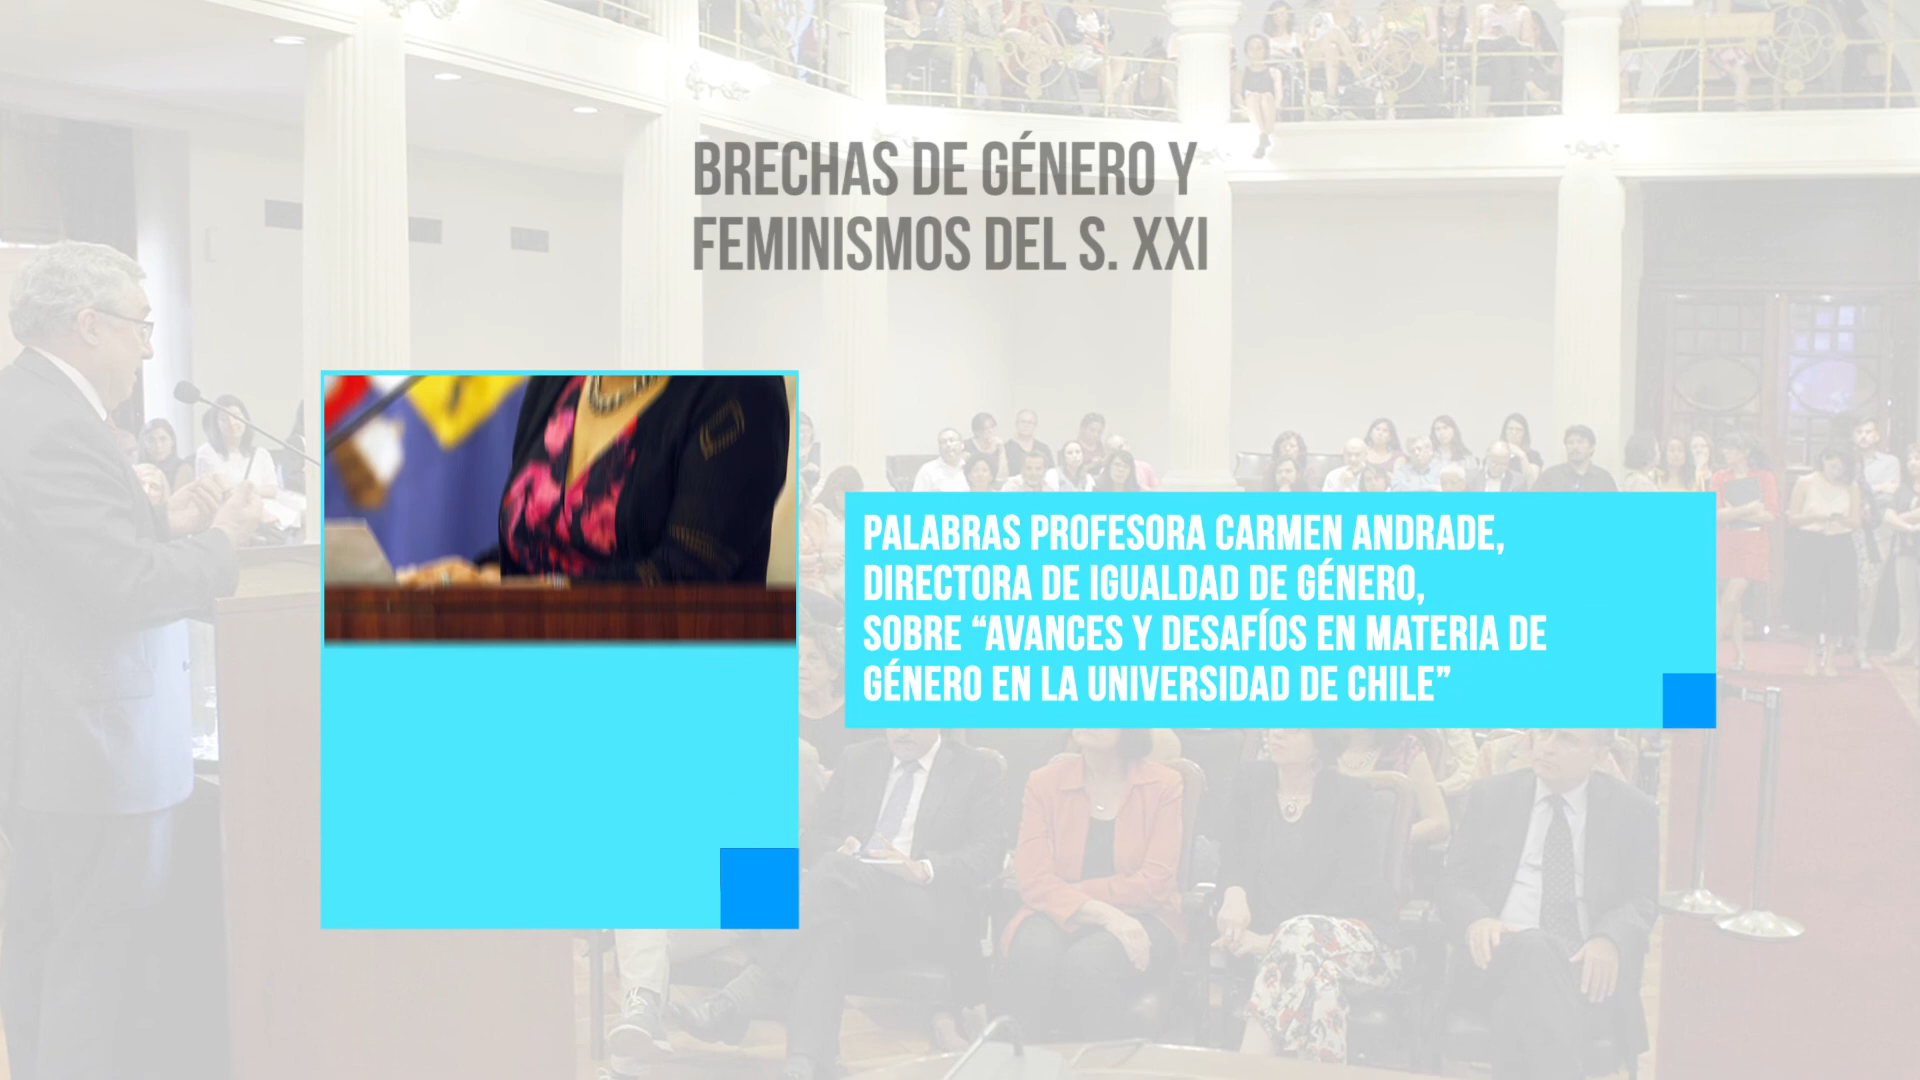 BRECHAS DE GÉNERO Y
FEMINISMOS DEL S. XXI
PALABRAS PROFESORA CARMEN ANDRADE,
DIRECTORA DE IGUALDAD DE GÉNERO,
SOBRE “AVANCES Y DESAFÍOS EN MATERIA DE
GÉNERO EN LA UNIVERSIDAD DE CHILE”